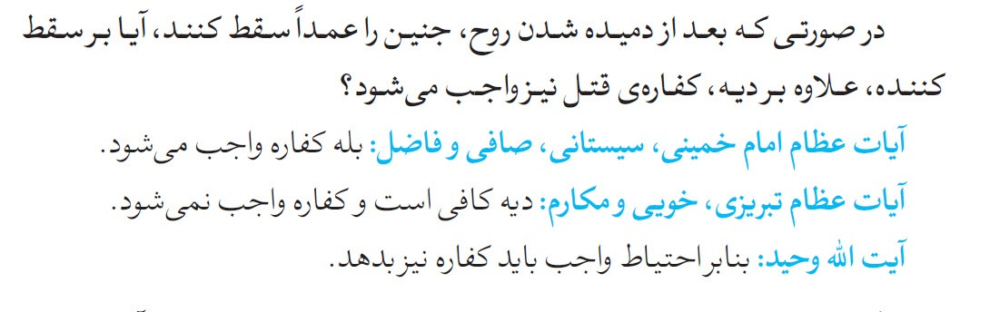 در صورتی که بعد از دمیده شدن روح، جنین را عمداً سقط کنند، آیا بر سقط
کننده، علاوه بر دیه، کفاره‌ی قتل نیز واجب می‌شود؟
آیات عظام امام خمینی، سیستانی، صافی و فاضل: بله کفاره واجب می‌شود.
آیات عظام تبریزی، خویی و مکارم: دیه کافی است و کفاره واجب نمی‌شود.
آیت الله وحید: بنابر احتیاط واجب باید کفاره نیز بدهد.